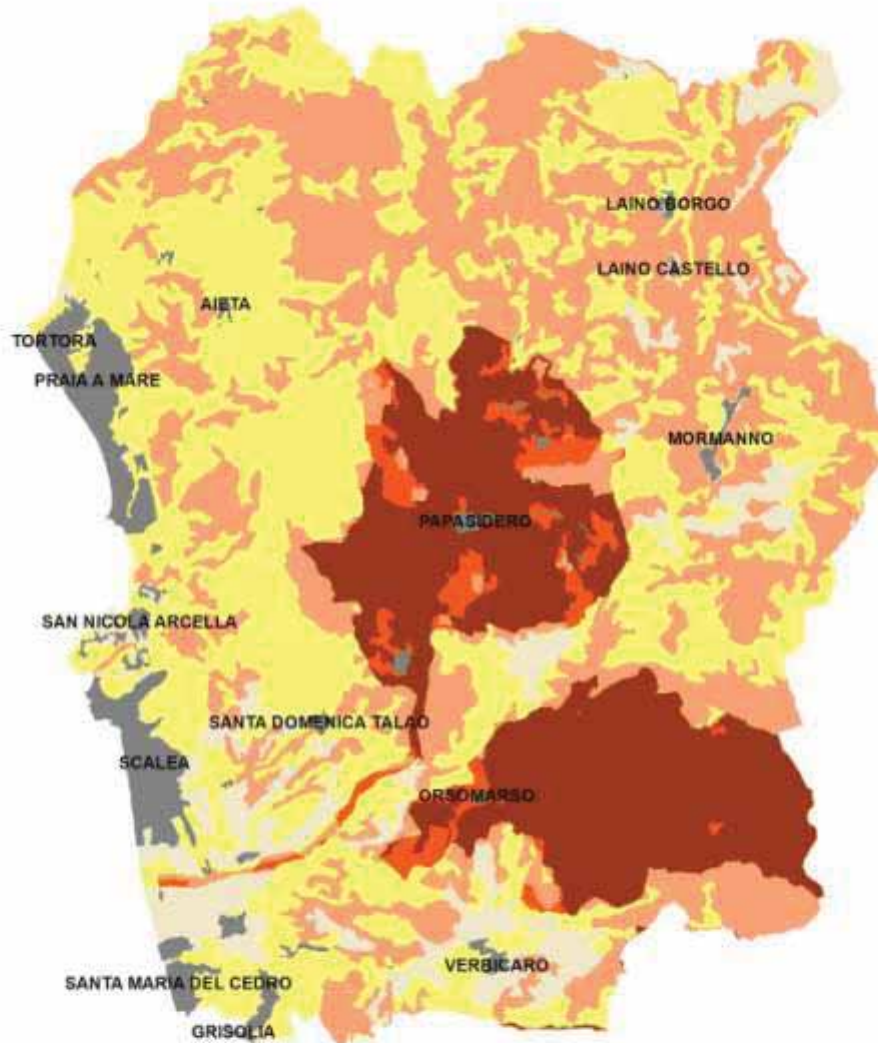 LAINO BORGO
LAINO CASTELLO
AIETA
TORTORA
PRAIA A MARE
MORMANNO
PAPASIDERO
SAN NICOLA ARCELLA
SANTA DOMENICA TALAO
SCALEA
ORSOMARSO
VERBICARO
SANTA MARIA DEL CEDRO
GRISOLIA